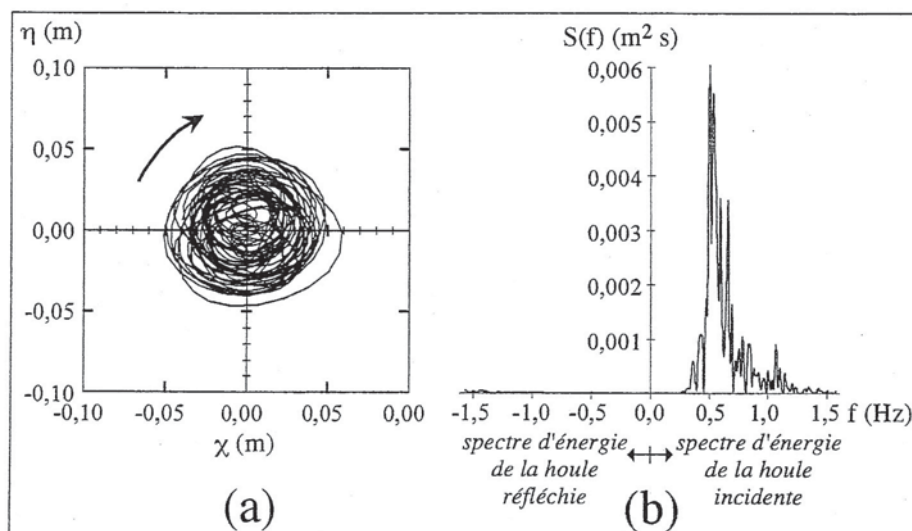 η (m)
0,10
0,05
0,00
-0,05
-0,10
-0,10 -0,05 0,00 0,05 0,00
χ (m)
(a)
S(f) (m² s)
0,006
0,005
0,004
0,003
0,002
0,001
-1,5 -1,0 -0,5 0,0 0,5 1,0 1,5 f (Hz)
spectre d'énergie
de la houle
réfléchie
spectre d'énergie
de la houle
incidente
(b)